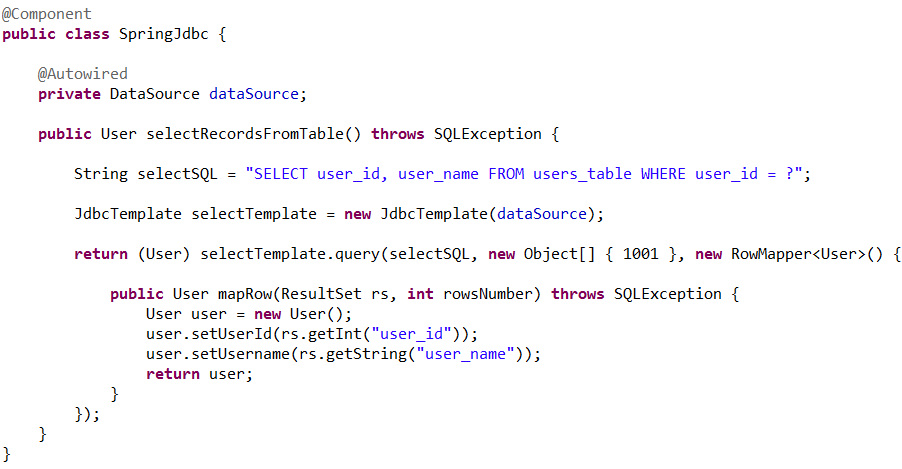 @Component
public class SpringJdbc {
@Autowired
private DataSource dataSource;
public User selectRecordsFromTable() throws SQLException {
String selectSQL = "SELECT user_id, user_name FROM users_table WHERE user_id = ?";
JdbcTemplate selectTemplate = new JdbcTemplate(dataSource);
return (User) selectTemplate.query(selectSQL, new Object[] { 1001 }, new RowMapper<User>() {
public User mapRow(ResultSet rs, int rowsNumber) throws SQLException {
User user = new User();
user.setUserId(rs.getInt("user_id"));
user.setUsername(rs.getString("user_name"));
return user;
}
});
}
}